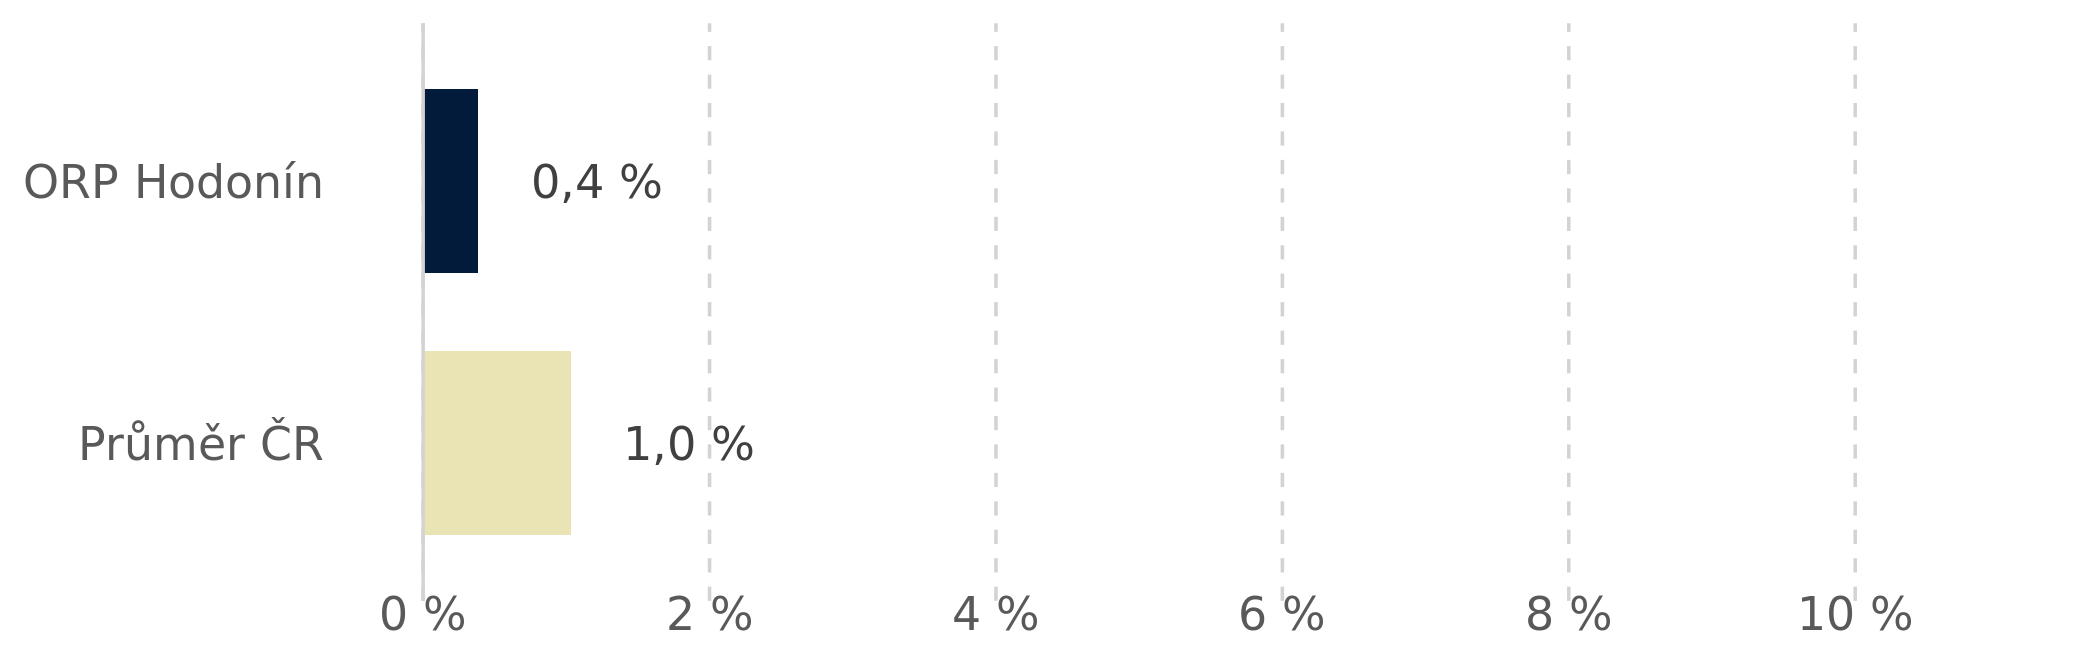 ORP Hodonín
0,4 %
Průměr ČR
1,0 %
0 % 2 % 4 % 6 % 8 % 10 %